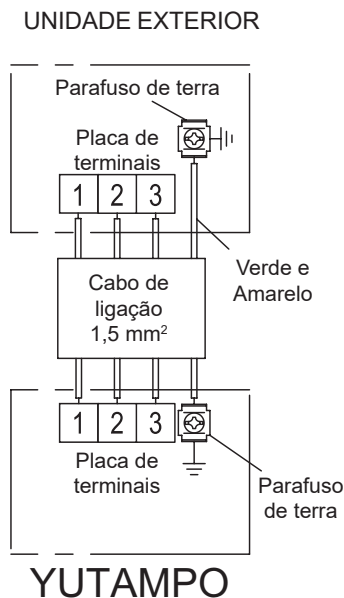 UNIDADE EXTERIOR
Parafuso de terra
Placa de
terminais
1 2 3
Verde e
Amarelo
Cabo de
ligação
1,5 mm²
1 2 3
Placa de
terminais
Parafuso
de terra
YUTAMPO